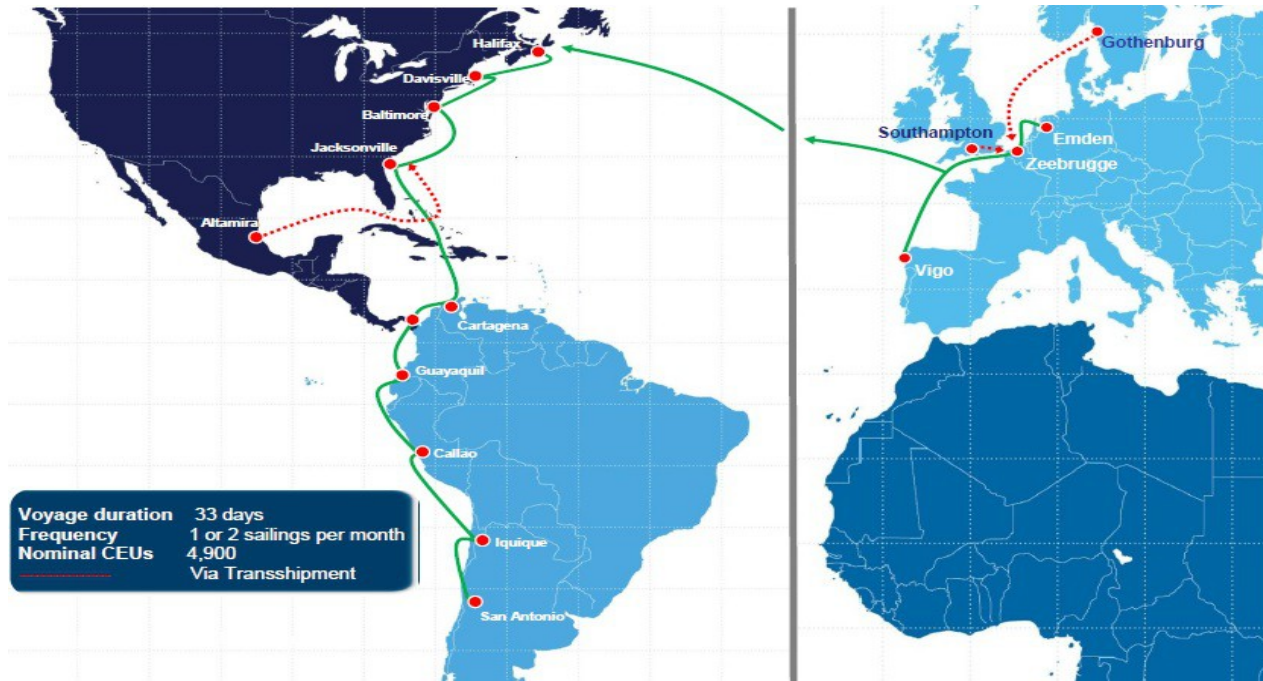 Halifax
Davisville
Baltimore
Jacksonville
Altamira
Cartagena
Guayaquil
Callao
Iquique
San Antonio
Gothenburg
Southampton
Emden
Zeebrugge
Vigo
Voyage duration 33 days
Frequency 1 or 2 sailings per month
Nominal CEUs 4,900
Via Transshipment